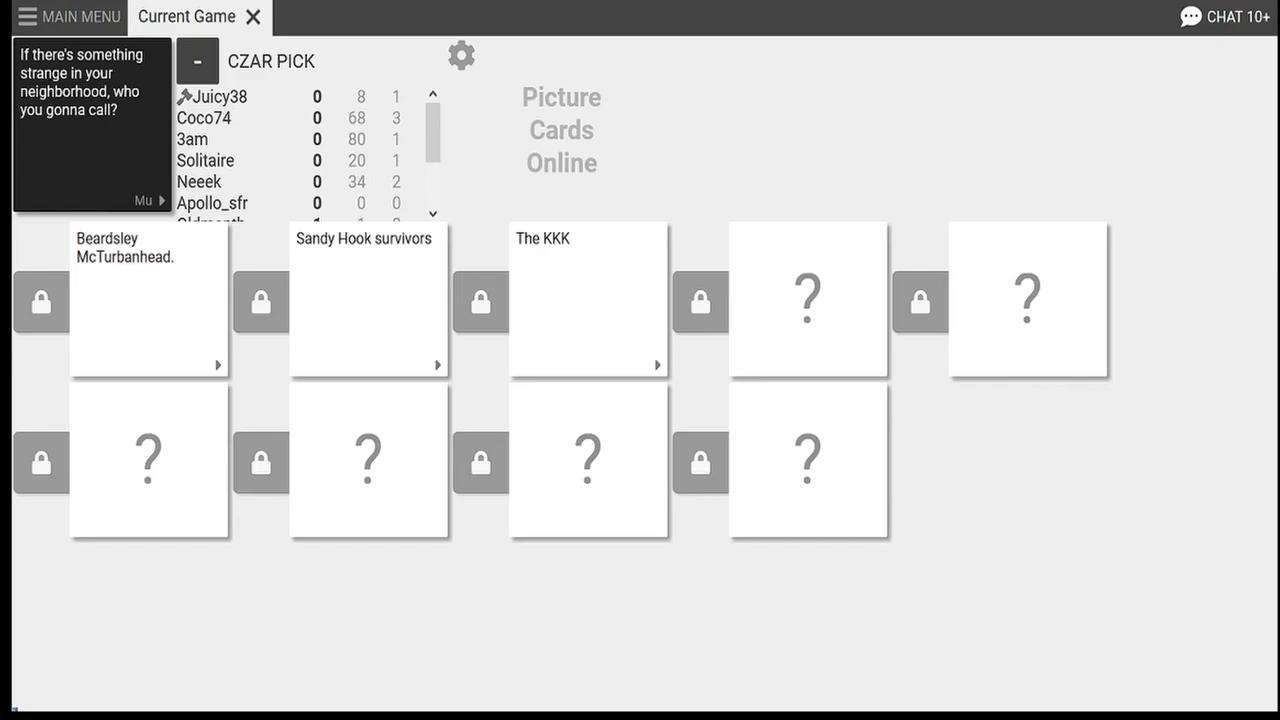 MAIN MENU
Current Game
CHAT 10+
If there's something
strange in your
neighborhood, who
you gonna call?
Mu
-
CZAR PICK
Juicy38 0 8 1
Coco74 0 68 3
3am 0 80 1
Solitaire 0 20 1
Neeek 0 34 2
Apollo_sfr 0 0 0
Picture
Cards
Online
Beardsley
McTurbanhead.
Sandy Hook survivors
The KKK
?
?
?
?
?
?